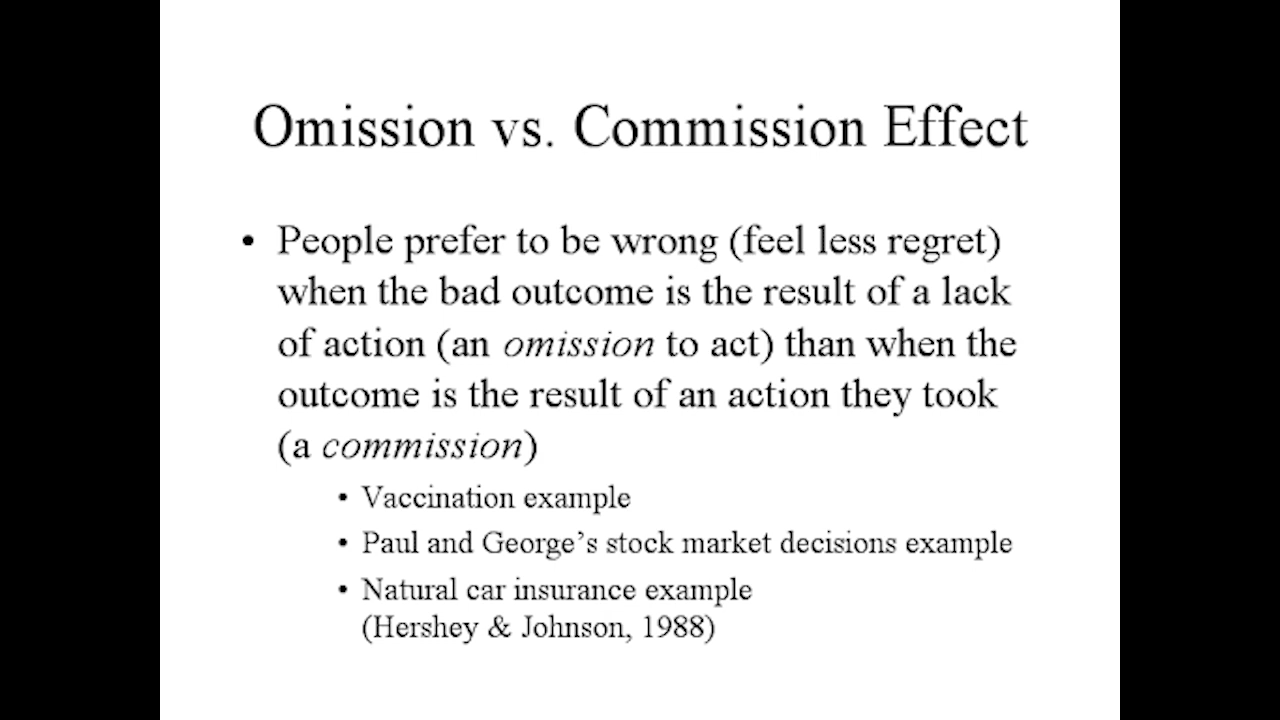 Omission vs. Commission Effect
• People prefer to be wrong (feel less regret)
when the bad outcome is the result of a lack
of action (an omission to act) than when the
outcome is the result of an action they took
(a commission)
• Vaccination example
• Paul and George’s stock market decisions example
• Natural car insurance example
(Hershey & Johnson, 1988)